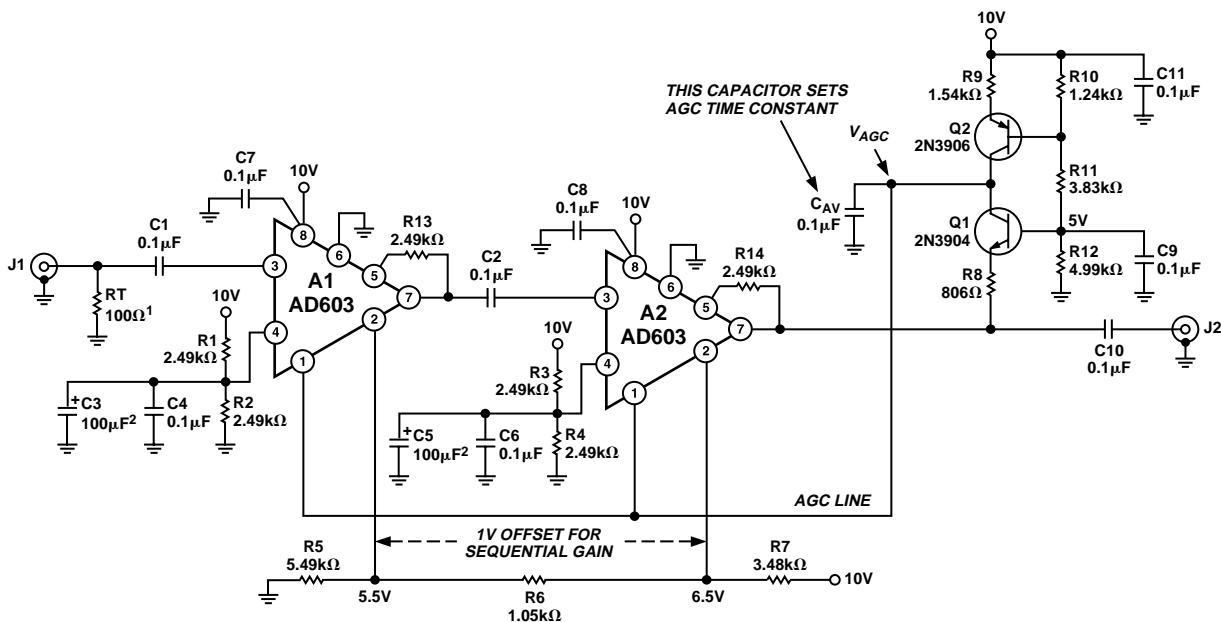 10V
THIS CAPACITOR SETS
AGC TIME CONSTANT
R9
1.54kΩ
R10
1.24kΩ
C11
0.1µF
Q2
2N3906
VAGC
C7
0.1µF
10V
C8
0.1µF
10V
CAV
0.1µF
R11
3.83kΩ
Q1
2N3904
5V
C1
0.1µF
R13
2.49kΩ
C2
0.1µF
R14
2.49kΩ
R8
806Ω
R12
4.99kΩ
C9
0.1µF
J1
RT
100Ω1
3
8
6
5
7
4
2
1
A1
AD603
3
8
6
5
7
4
2
1
A2
AD603
J2
C10
0.1µF
10V
R1
2.49kΩ
10V
R3
2.49kΩ
+
C3
100µF2
C4
0.1µF
R2
2.49kΩ
+
C5
100µF2
C6
0.1µF
R4
2.49kΩ
AGC LINE
1V OFFSET FOR
SEQUENTIAL GAIN
R5
5.49kΩ
R7
3.48kΩ
10V
5.5V
R6
1.05kΩ
6.5V